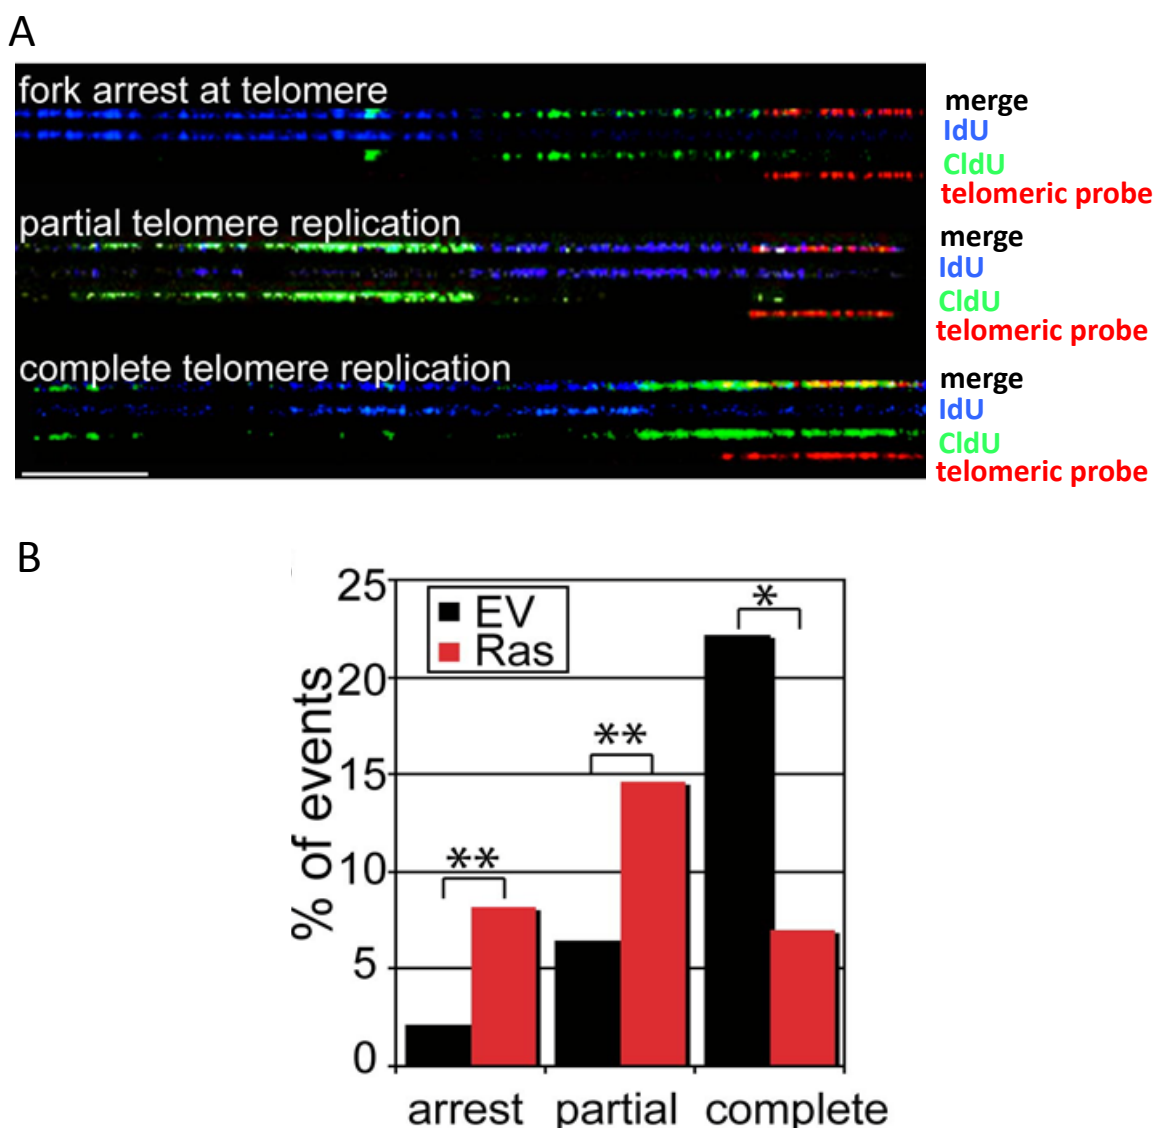 A
fork arrest at telomere
merge
IdU
CldU
telomeric probe
partial telomere replication
merge
IdU
CldU
telomeric probe
complete telomere replication
merge
IdU
CldU
telomeric probe
B
% of events
25
20
15
10
5
0
EV
Ras
**
**
*
arrest
partial
complete